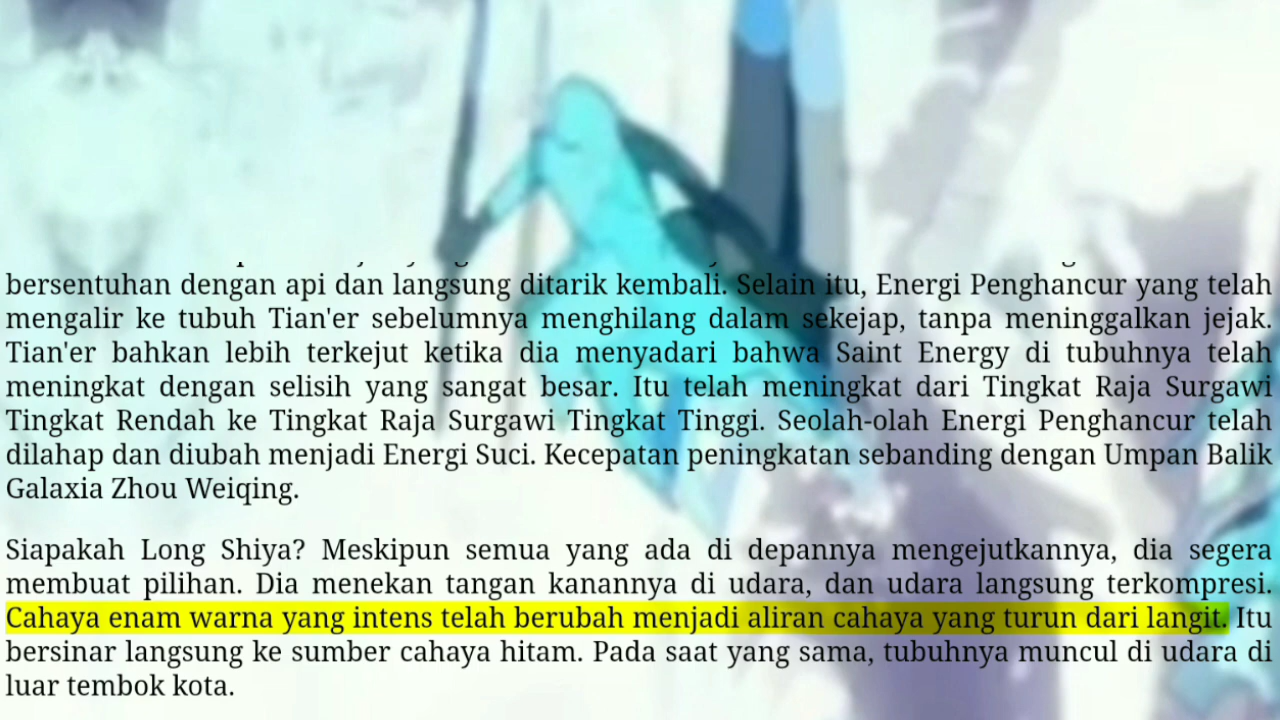 bersentuhan dengan api dan langsung ditarik kembali. Selain itu, Energi Penghancur yang telah
mengalir ke tubuh Tian'er sebelumnya menghilang dalam sekejap, tanpa meninggalkan jejak.
Tian'er bahkan lebih terkejut ketika dia menyadari bahwa Saint Energy di tubuhnya telah
meningkat dengan selisih yang sangat besar. Itu telah meningkat dari Tingkat Raja Surgawi
Tingkat Rendah ke Tingkat Raja Surgawi Tingkat Tinggi. Seolah-olah Energi Penghancur telah
dilahap dan diubah menjadi Energi Suci. Kecepatan peningkatan sebanding dengan Umpan Balik
Galaxia Zhou Weiqing.
Siapakah Long Shiya? Meskipun semua yang ada di depannya mengejutkannya, dia segera
membuat pilihan. Dia menekan tangan kanannya di udara, dan udara langsung terkompresi.
Cahaya enam warna yang intens telah berubah menjadi aliran cahaya yang turun dari langit. Itu
bersinar langsung ke sumber cahaya hitam. Pada saat yang sama, tubuhnya muncul di udara di
luar tembok kota.